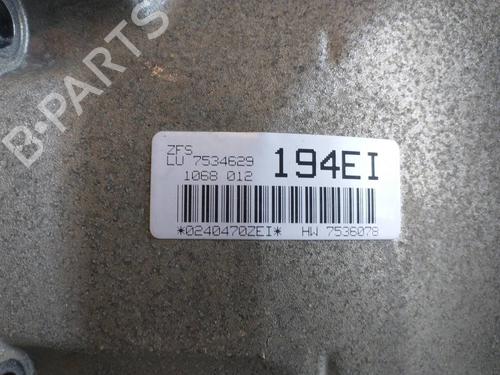 B-PARTS
ZFS
LU 7534629
194EI
1068 012
*0240470ZEI* HW 7536078